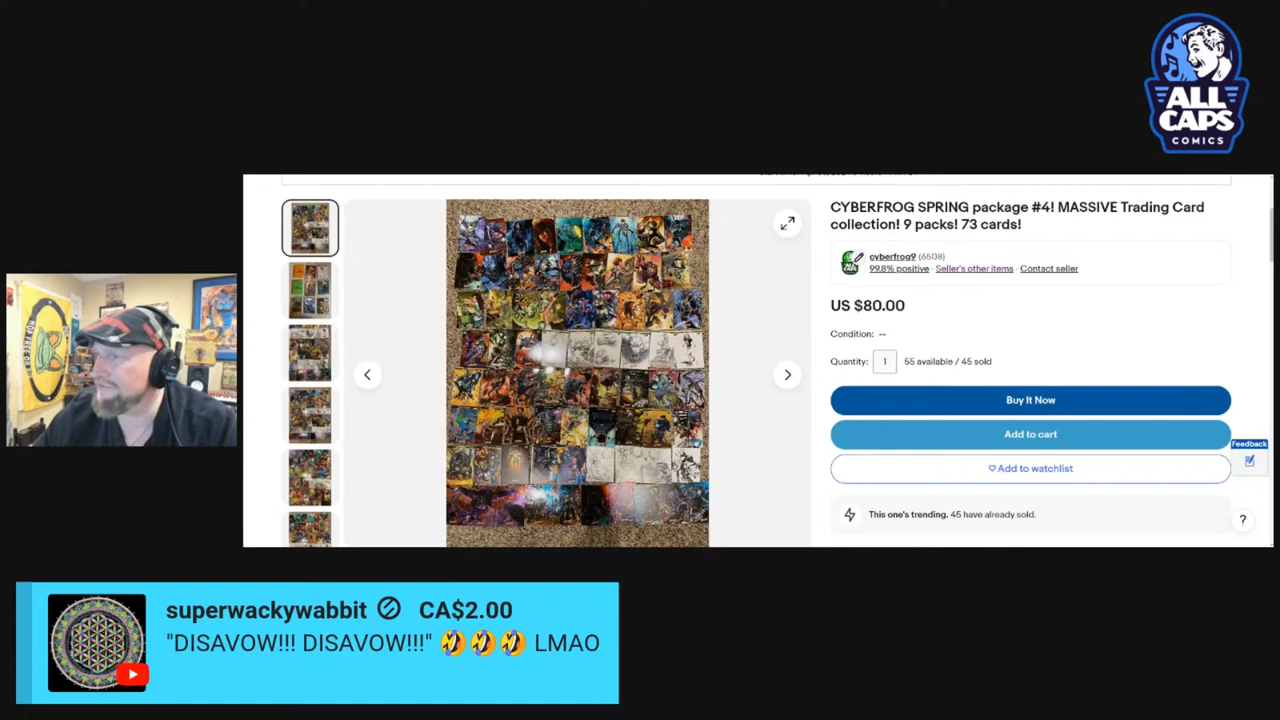 ALL
CAPS
COMICS
CYBERFROG SPRING package #4! MASSIVE Trading Card
collection! 9 packs! 73 cards!
cyberfrog9 (6508)
99.8% positive · Seller's other items · Contact seller
US $80.00
Condition: --
Quantity: 1 55 available / 45 sold
Buy It Now
Add to cart
Feedback
Add to watchlist
This one's trending. 45 have already sold.
?
superwackywabbit CA$2.00
"DISAVOW!!! DISAVOW!!!" 🤣🤣🤣 LMAO